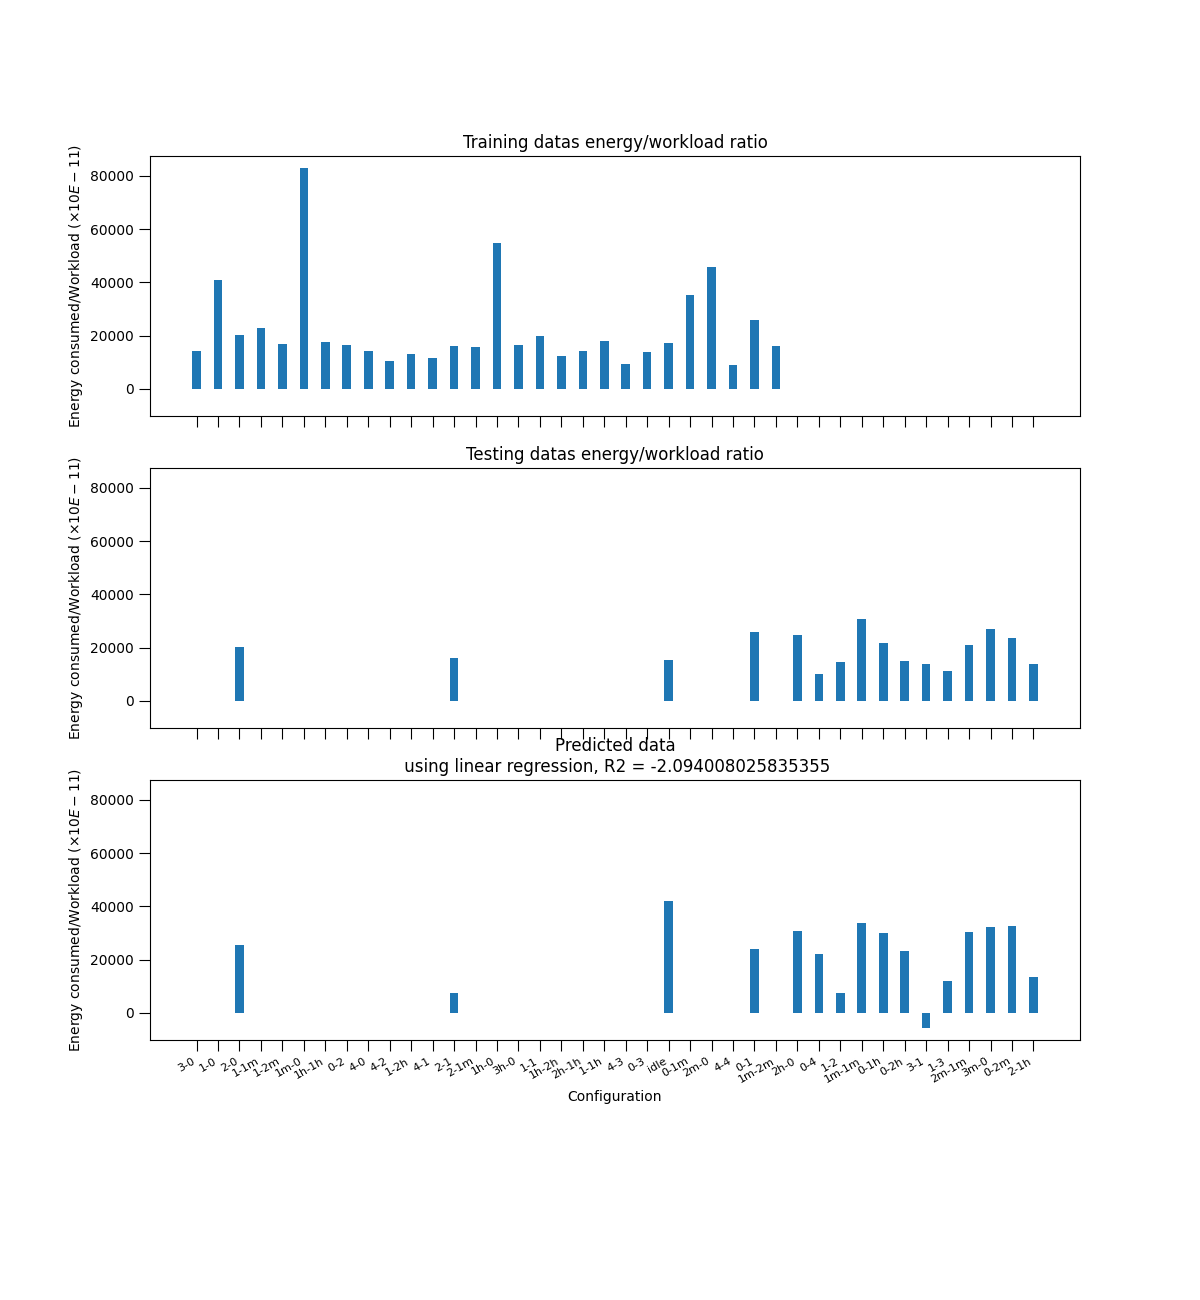 Training datas energy/workload ratio
Energy consumed/Workload (×10E − 11)
80000
60000
40000
20000
0
Testing datas energy/workload ratio
Energy consumed/Workload (×10E − 11)
80000
60000
40000
20000
0
Predicted data
using linear regression, R2 = -2.094008025835355
Energy consumed/Workload (×10E − 11)
80000
60000
40000
20000
0
3-0 1-0 2-0 1-1m 1-2m 1m-0 1h-1h 0-2 4-0 4-2 1-2h 4-1 2-1 2-1m 1h-0 3h-0 1-1 1h-2h 2h-1h 1-1h 4-3 0-3 idle 0-1m 2m-0 4-4 0-1 1m-2m 2h-0 0-4 1-2 1m-1m 0-1h 0-2h 3-1 1-3 2m-1m 3m-0 0-2m 2-1h
Configuration